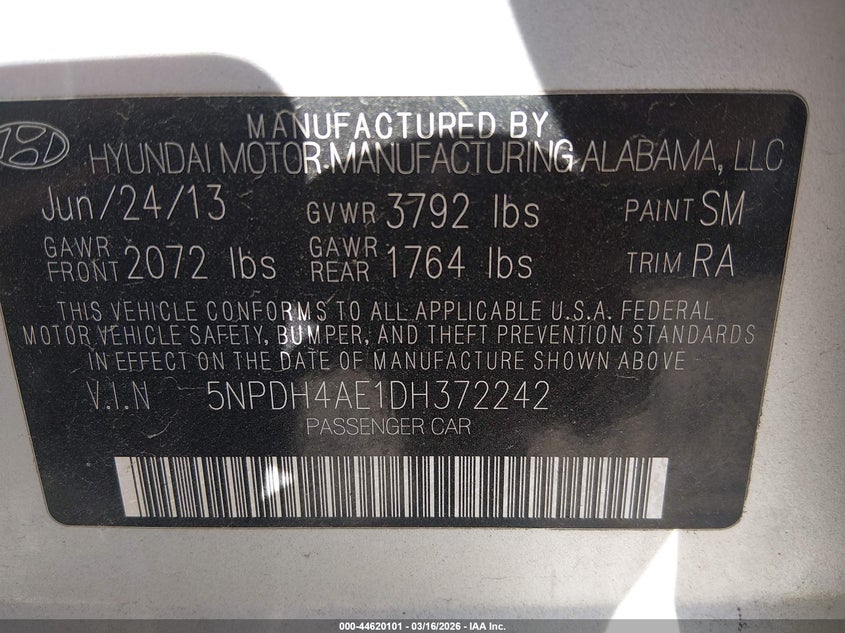 MANUFACTURED BY
HYUNDAI MOTOR MANUFACTURING ALABAMA, LLC
Jun/24/13 GVWR 3792 lbs PAINT SM
GAWR FRONT 2072 lbs GAWR REAR 1764 lbs TRIM RA
THIS VEHICLE CONFORMS TO ALL APPLICABLE U.S.A. FEDERAL
MOTOR VEHICLE SAFETY, BUMPER, AND THEFT PREVENTION STANDARDS
IN EFFECT ON THE DATE OF MANUFACTURE SHOWN ABOVE
V.I.N 5NPDH4AE1DH372242
PASSENGER CAR
000-44620101 - 03/16/2026 - IAA Inc.